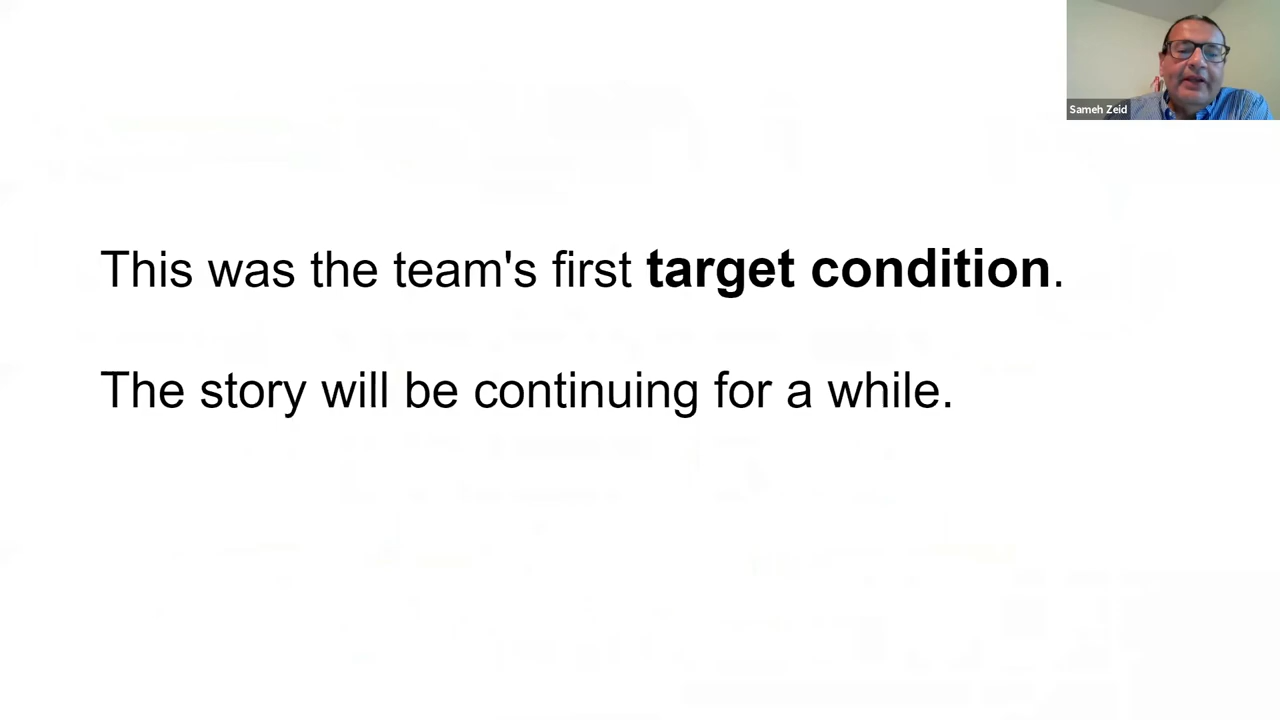 Sameh Zeid
This was the team's first target condition.
The story will be continuing for a while.